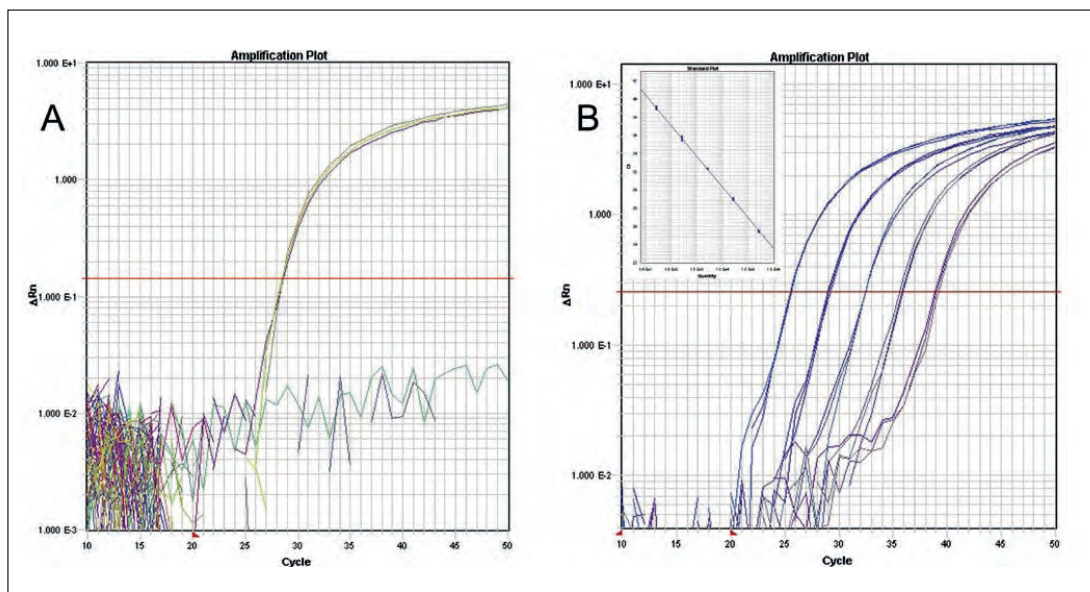 A
Amplification Plot
1.000 E+1
1.000
1.000 E-1
1.000 E-2
1.000 E-3
ΔRn
10 15 20 25 30 35 40 45 50
Cycle
B
Amplification Plot
1.000 E+1
1.000
1.000 E-1
1.000 E-2
ΔRn
10 15 20 25 30 35 40 45 50
Cycle
Standard Plot
Quantity